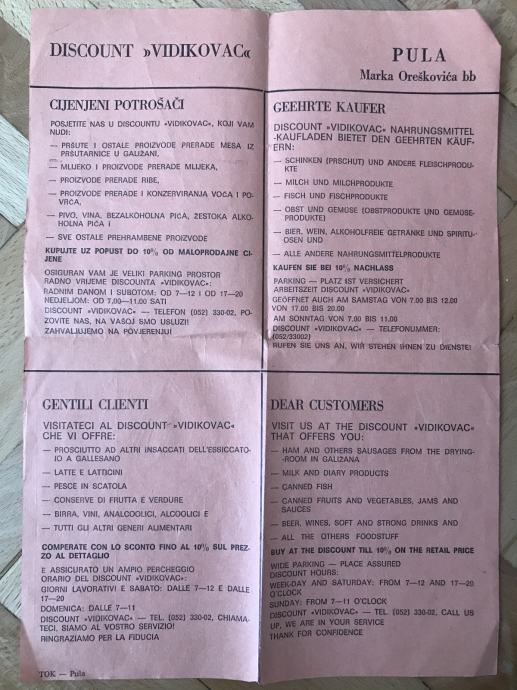 DISCOUNT »VIDIKOVAC«
PULA
Marka Oreškovića bb
CIJENJENI POTROŠAČI
POSJETITE NAS U DISCOUNTU »VIDIKOVAC«, KOJI VAM
NUDI:
— PRŠUTE I OSTALE PROIZVODE PRERADE MESA IZ
PRŠUTARNICE U GALIŽANI,
— MLIJEKO I PROIZVODE PRERADE MLIJEKA,
— PROIZVODE PRERADE RIBE,
— PROIZVODE PRERADE I KONZERVIRANJA VOĆA I PO-
VRĆA,
— PIVO, VINA, BEZALKOHOLNA PIĆA, ŽESTOKA ALKO-
HOLNA PIĆA I
— SVE OSTALE PREHRAMBENE PROIZVODE
KUPUJTE UZ POPUST DO 10% OD MALOPRODAJNE CI-
JENE
OSIGURAN VAM JE VELIKI PARKING PROSTOR
RADNO VRIJEME DISCOUNTA »VIDIKOVAC«:
RADNIM DANOM I SUBOTOM: OD 7—12 I OD 17—20
NEDJELJOM: OD 7,00—11.00 SATI
DISCOUNT »VIDIKOVAC« — TELEFON (052) 330-02, PO-
ZOVITE NAS, NA VAŠOJ SMO USLUZI!
ZAHVALJUJEMO NA POVJERENJU!
GEEHRTE KAUFER
DISCOUNT »VIDIKOVAC« NAHRUNGSMITTEL
-KAUFLADEN BIETET DEN GEEHRTEN KÄUF-
ERN:
— SCHINKEN (PRSCHUT) UND ANDERE FLEISCHPRODU-
KTE
— MILCH UND MILCHPRODUKTE
— FISCH UND FISCHPRODUKTE
— OBST UND GEMÜSE (OBSTPRODUKTE UND GEMÜSE-
PRODUKTE)
— BIER, WEIN, ALKOHOLFREIE GETRÄNKE UND SPIRITU-
OSEN UND
— ALLE ANDERE NAHRUNGSMITTELPRODUKTE
KAUFEN SIE BEI 10% NACHLASS
PARKING — PLATZ IST VERSICHERT
ARBEITSZEIT DISCOUNT »VIDIKOVAC«
GEÖFFNET AUCH AM SAMSTAG VON 7.00 BIS 12.00
VON 17.00 BIS 20.00
AM SONNTAG VON 7.00 BIS 11.00
DISCOUNT »VIDIKOVAC« — TELEFONUMMER:
(052/33002)
RUFEN SIE UNS AN, WIR STEHEN IHNEN ZU DIENSTE!
GENTILI CLIENTI
VISITATECI AL DISCOUNT »VIDIKOVAC«
CHE VI OFFRE:
— PROSCIUTTO AD ALTRI INSACCATI DELL'ESSICCATO-
IO A GALLESANO
— LATTE E LATTICINI
— PESCE IN SCATOLA
— CONSERVE DI FRUTTA E VERDURE
— BIRRA, VINI, ANALCOOLICI, ALCOOLICI E
— TUTTI GLI ALTRI GENERI ALIMENTARI
COMPERATE CON LO SCONTO FINO AL 10% SUL PREZ-
ZO AL DETTAGLIO
E ASSICURATO UN AMPIO PERCHEGGIO
ORARIO DEL DISCOUNT »VIDIKOVAC«:
GIORNI LAVORATIVI E SABATO: DALLE 7—12 E DALLE
17—20
DOMENICA: DALLE 7—11
DISCOUNT »VIDIKOVAC« — TEL. (052) 330-02, CHIAMA-
TECI, SIAMO AL VOSTRO SERVIZIO!
RINGRAZIAMO PER LA FIDUCIA
DEAR CUSTOMERS
VISIT US AT THE DISCOUNT »VIDIKOVAC«
THAT OFFERS YOU:
— HAM AND OTHERS SAUSAGES FROM THE DRYING-
-ROOM IN GALIŽANA
— MILK AND DIARY PRODUCTS
— CANNED FISH
— CANNED FRUITS AND VEGETABLES, JAMS AND
SAUCES
— BEER, WINES, SOFT AND STRONG DRINKS AND
— ALL THE OTHERS FOODSTUFF
BUY AT THE DISCOUNT TILL 10% ON THE RETAIL PRICE
WIDE PARKING — PLACE ASSURED
DISCOUNT HOURS:
WEEK-DAY AND SATURDAY: FROM 7—12 AND 17—20
O'CLOCK
SUNDAY: FROM 7—11 O'CLOCK
DISCOUNT »VIDIKOVAC« — TEL. (052) 330-02, CALL US
UP, WE ARE IN YOUR SERVICE
THANK FOR CONFIDENCE
TOK — Pula